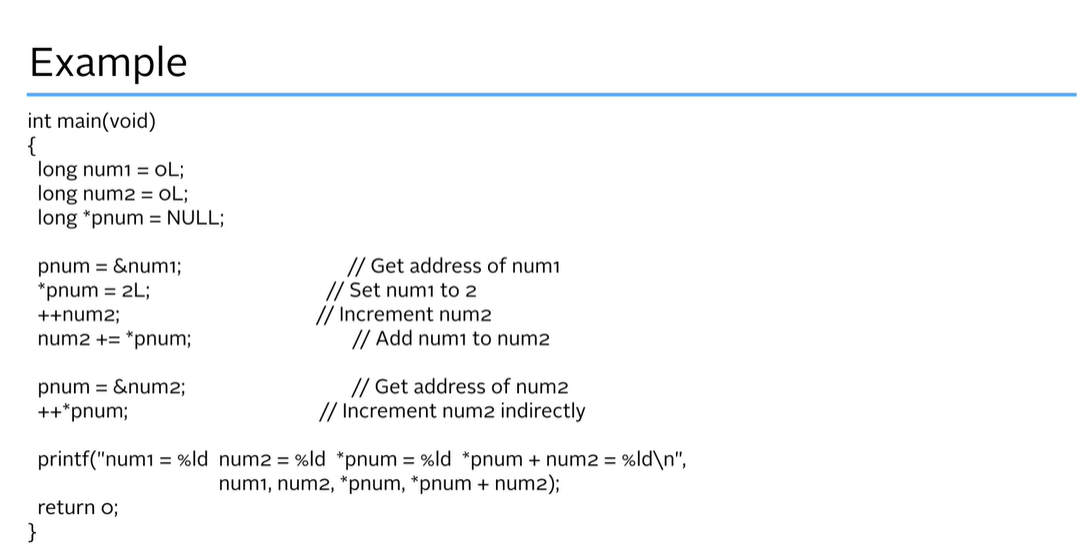 Example
int main(void)
{
long num1 = 0L;
long num2 = 0L;
long *pnum = NULL;
pnum = &num1; // Get address of num1
*pnum = 2L; // Set num1 to 2
++num2; // Increment num2
num2 += *pnum; // Add num1 to num2
pnum = &num2; // Get address of num2
++*pnum; // Increment num2 indirectly
printf("num1 = %ld  num2 = %ld  *pnum = %ld  *pnum + num2 = %ld\n",
num1, num2, *pnum, *pnum + num2);
return 0;
}